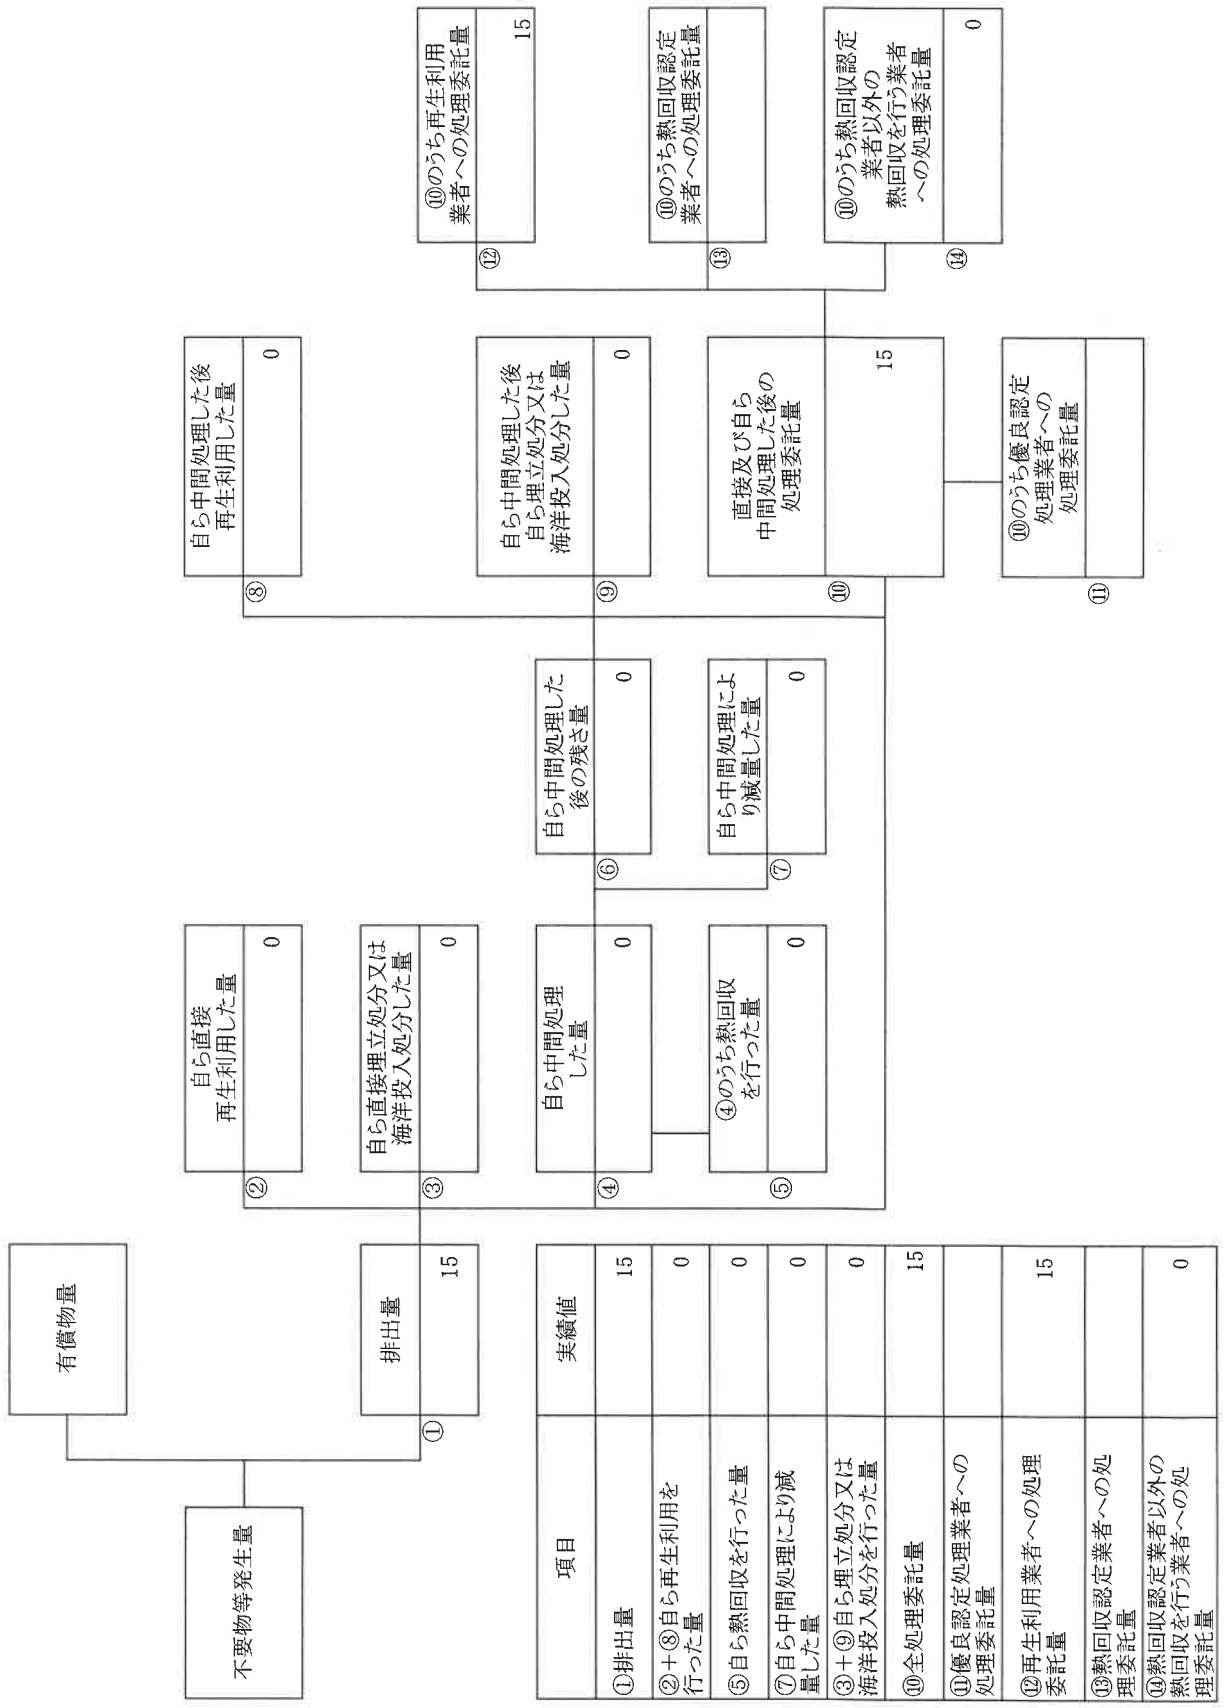 不要物等発生量
有償物量
①
排出量
15
②
自ら直接
再生利用した量
0
③
自ら直接埋立処分又は
海洋投入処分した量
0
④
自ら中間処理
した量
0
⑤
④のうち熱回収
を行った量
0
⑥
自ら中間処理した
後の残さ量
0
⑦
自ら中間処理によ
り減量した量
0
⑧
自ら中間処理した後
再生利用した量
0
⑨
自ら中間処理した後
自ら埋立処分又は
海洋投入処分した量
0
⑩
直接及び自ら
中間処理した後の
処理委託量
15
⑪
⑩のうち優良認定
処理業者への
処理委託量
⑫
⑩のうち再生利用
業者への処理委託量
15
⑬
⑩のうち熱回収認定
業者への処理委託量
⑭
⑩のうち熱回収認定
業者以外の
熱回収を行う業者
への処理委託量
0
項目
実績値
①排出量
15
②+⑧自ら再生利用を
行った量
0
⑤自ら熱回収を行った量
0
⑦自ら中間処理により減
量した量
0
③+⑨自ら埋立処分又は
海洋投入処分を行った量
0
⑩全処理委託量
15
⑪優良認定処理業者への
処理委託量
⑫再生利用業者への処理
委託量
15
⑬熱回収認定業者への処
理委託量
⑭熱回収認定業者以外の
熱回収を行う業者への処
理委託量
0